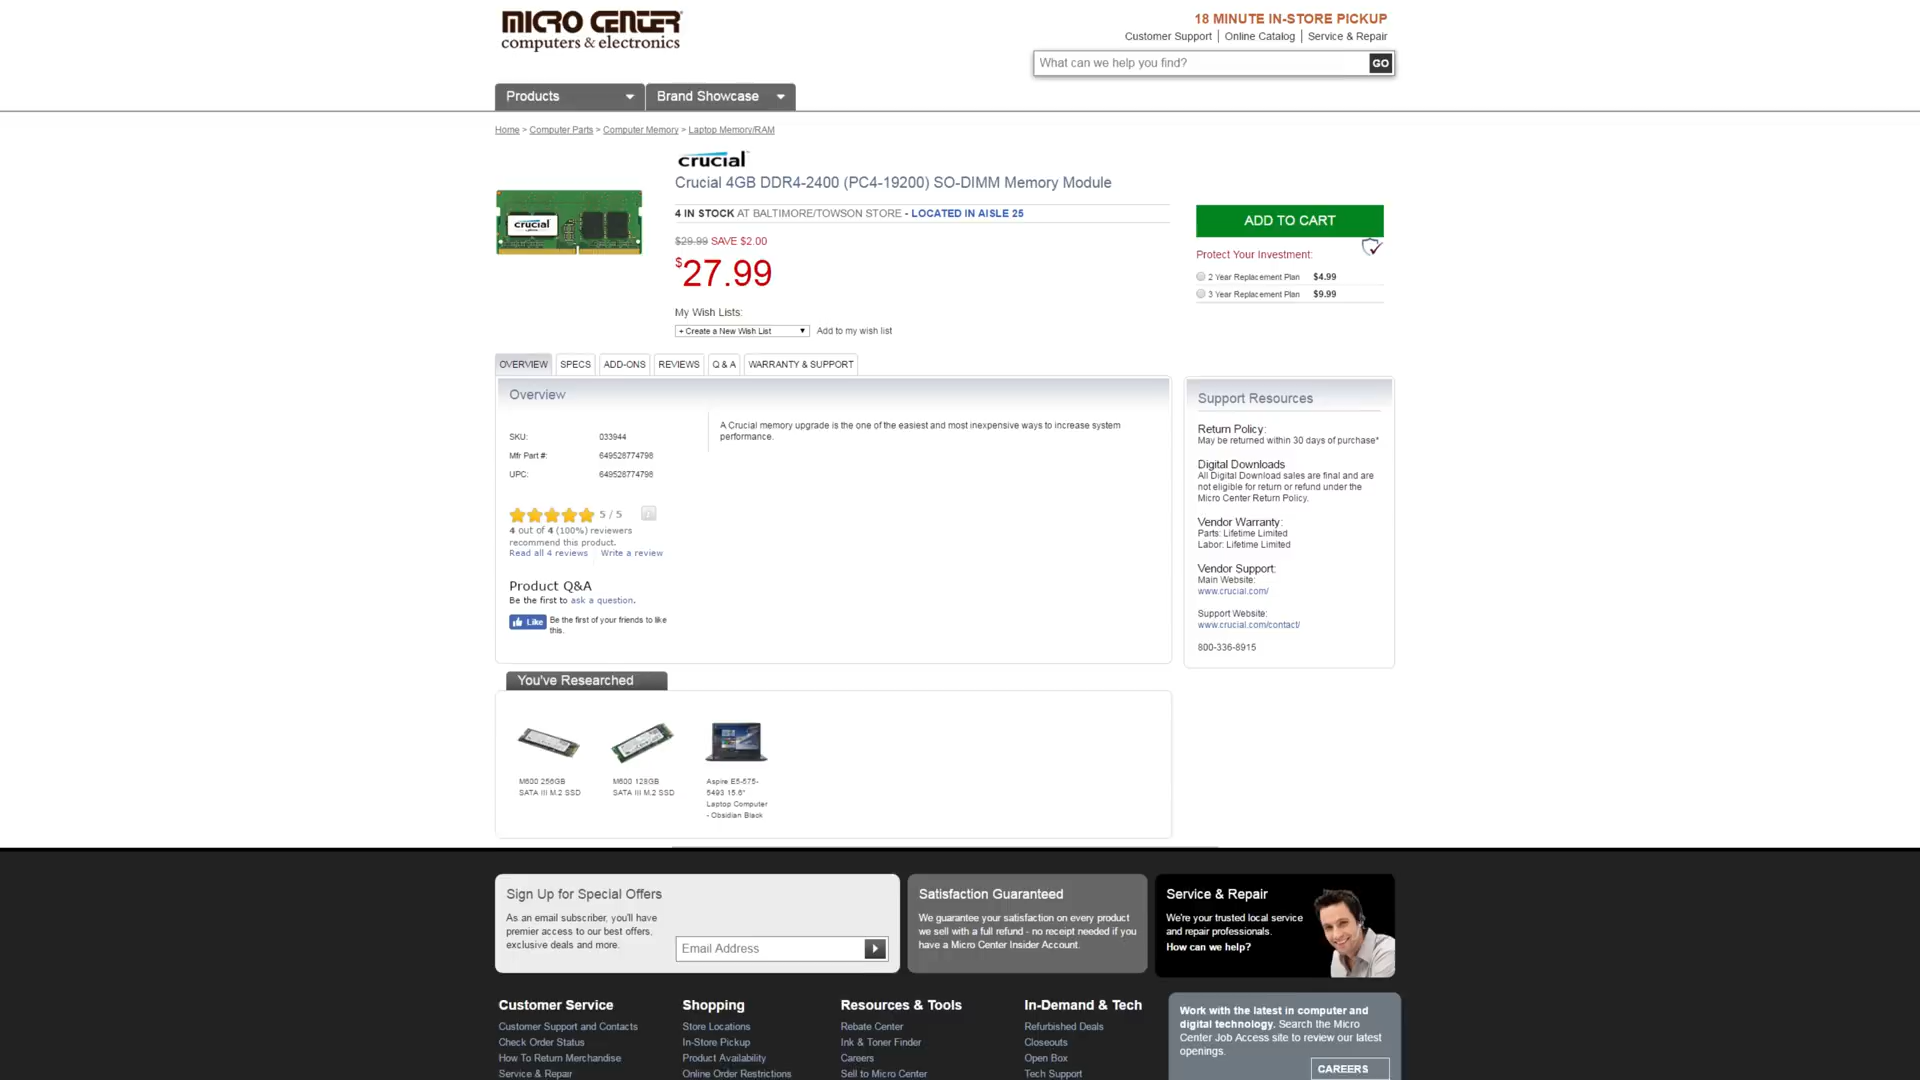 MICRO CENTER
computers & electronics
18 MINUTE IN-STORE PICKUP
Customer Support | Online Catalog | Service & Repair
What can we help you find? GO
Products Brand Showcase
Home > Computer Parts > Computer Memory > Laptop Memory/RAM
crucial
Crucial 4GB DDR4-2400 (PC4-19200) SO-DIMM Memory Module
crucial
4 IN STOCK AT BALTIMORE/TOWSON STORE - LOCATED IN AISLE 25
$29.99 SAVE $2.00
$27.99
My Wish Lists:
+ Create a New Wish List Add to my wish list
ADD TO CART
Protect Your Investment:
2 Year Replacement Plan $4.99
3 Year Replacement Plan $9.99
OVERVIEW SPECS ADD-ONS REVIEWS Q & A WARRANTY & SUPPORT
Overview
SKU: 033944
Mfr Part #: 649528774798
UPC: 649528774798
A Crucial memory upgrade is the one of the easiest and most inexpensive ways to increase system
performance.
5 / 5
4 out of 4 (100%) reviewers
recommend this product.
Read all 4 reviews Write a review
Product Q&A
Be the first to ask a question.
Like Be the first of your friends to like
this.
Support Resources
Return Policy:
May be returned within 30 days of purchase*
Digital Downloads
All Digital Download sales are final and are
not eligible for return or refund under the
Micro Center Return Policy.
Vendor Warranty:
Parts: Lifetime Limited
Labor: Lifetime Limited
Vendor Support:
Main Website:
www.crucial.com/
Support Website:
www.crucial.com/contact/
800-336-8915
You've Researched
M600 256GB
SATA III M.2 SSD
M600 128GB
SATA III M.2 SSD
Aspire E5-575-
5493 15.6"
Laptop Computer
- Obsidian Black
Sign Up for Special Offers
As an email subscriber, you'll have
premier access to our best offers,
exclusive deals and more.
Email Address
Satisfaction Guaranteed
We guarantee your satisfaction on every product
we sell with a full refund - no receipt needed if you
have a Micro Center Insider Account.
Service & Repair
We're your trusted local service
and repair professionals.
How can we help?
Customer Service
Customer Support and Contacts
Check Order Status
How To Return Merchandise
Service & Repair
Shopping
Store Locations
In-Store Pickup
Product Availability
Online Order Restrictions
Resources & Tools
Rebate Center
Ink & Toner Finder
Careers
Sell to Micro Center
In-Demand & Tech
Refurbished Deals
Closeouts
Open Box
Tech Support
Work with the latest in computer and
digital technology. Search the Micro
Center Job Access site to review our latest
openings.
CAREERS